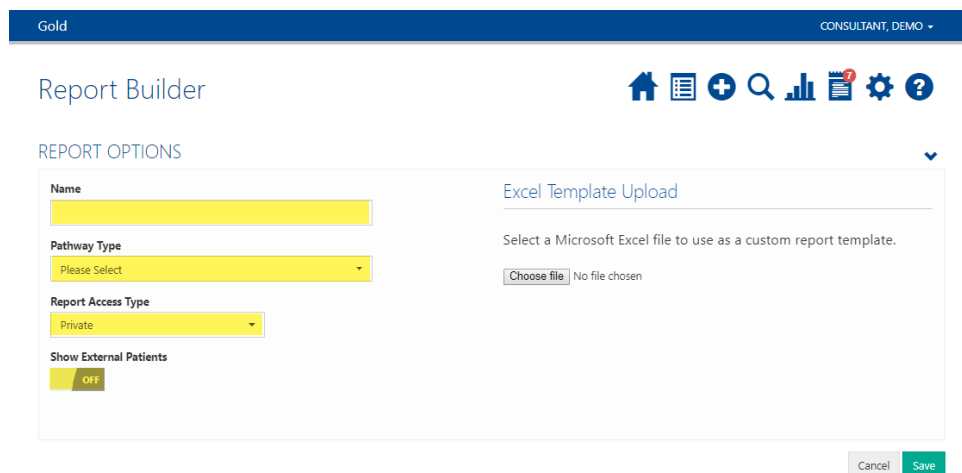 Gold
CONSULTANT, DEMO
Report Builder
7
REPORT OPTIONS
Name
Excel Template Upload
Select a Microsoft Excel file to use as a custom report template.
Choose file No file chosen
Pathway Type
Please Select
Report Access Type
Private
Show External Patients
OFF
Cancel Save